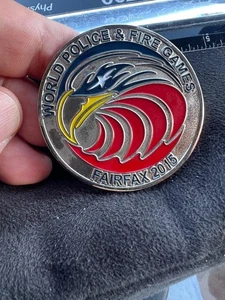 WORLD POLICE & FIRE GAMES
FAIRFAX 2015